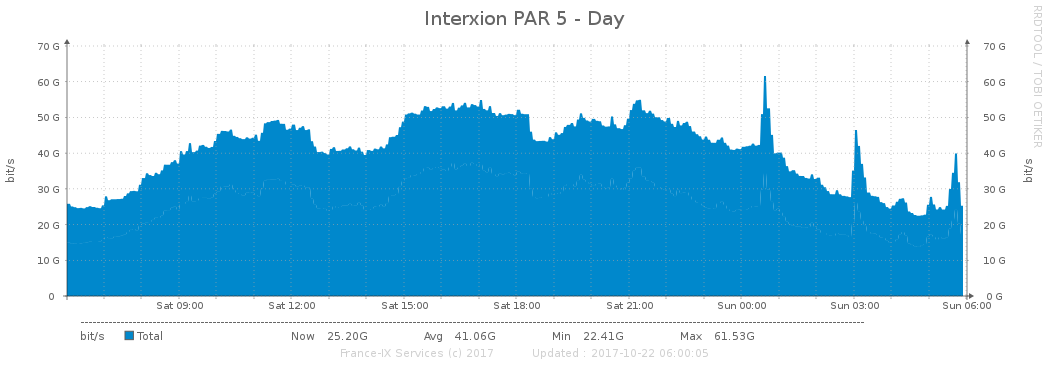 Interxion PAR 5 - Day
RRDTOOL / TOBI OETIKER
70 G 70 G
60 G 60 G
50 G 50 G
40 G 40 G
30 G 30 G
20 G 20 G
10 G 10 G
0 0 G
bit/s bit/s
Sat 09:00 Sat 12:00 Sat 15:00 Sat 18:00 Sat 21:00 Sun 00:00 Sun 03:00 Sun 06:00
bit/s Total Now 25.20G Avg 41.06G Min 22.41G Max 61.53G
France-IX Services (c) 2017 Updated : 2017-10-22 06:00:05